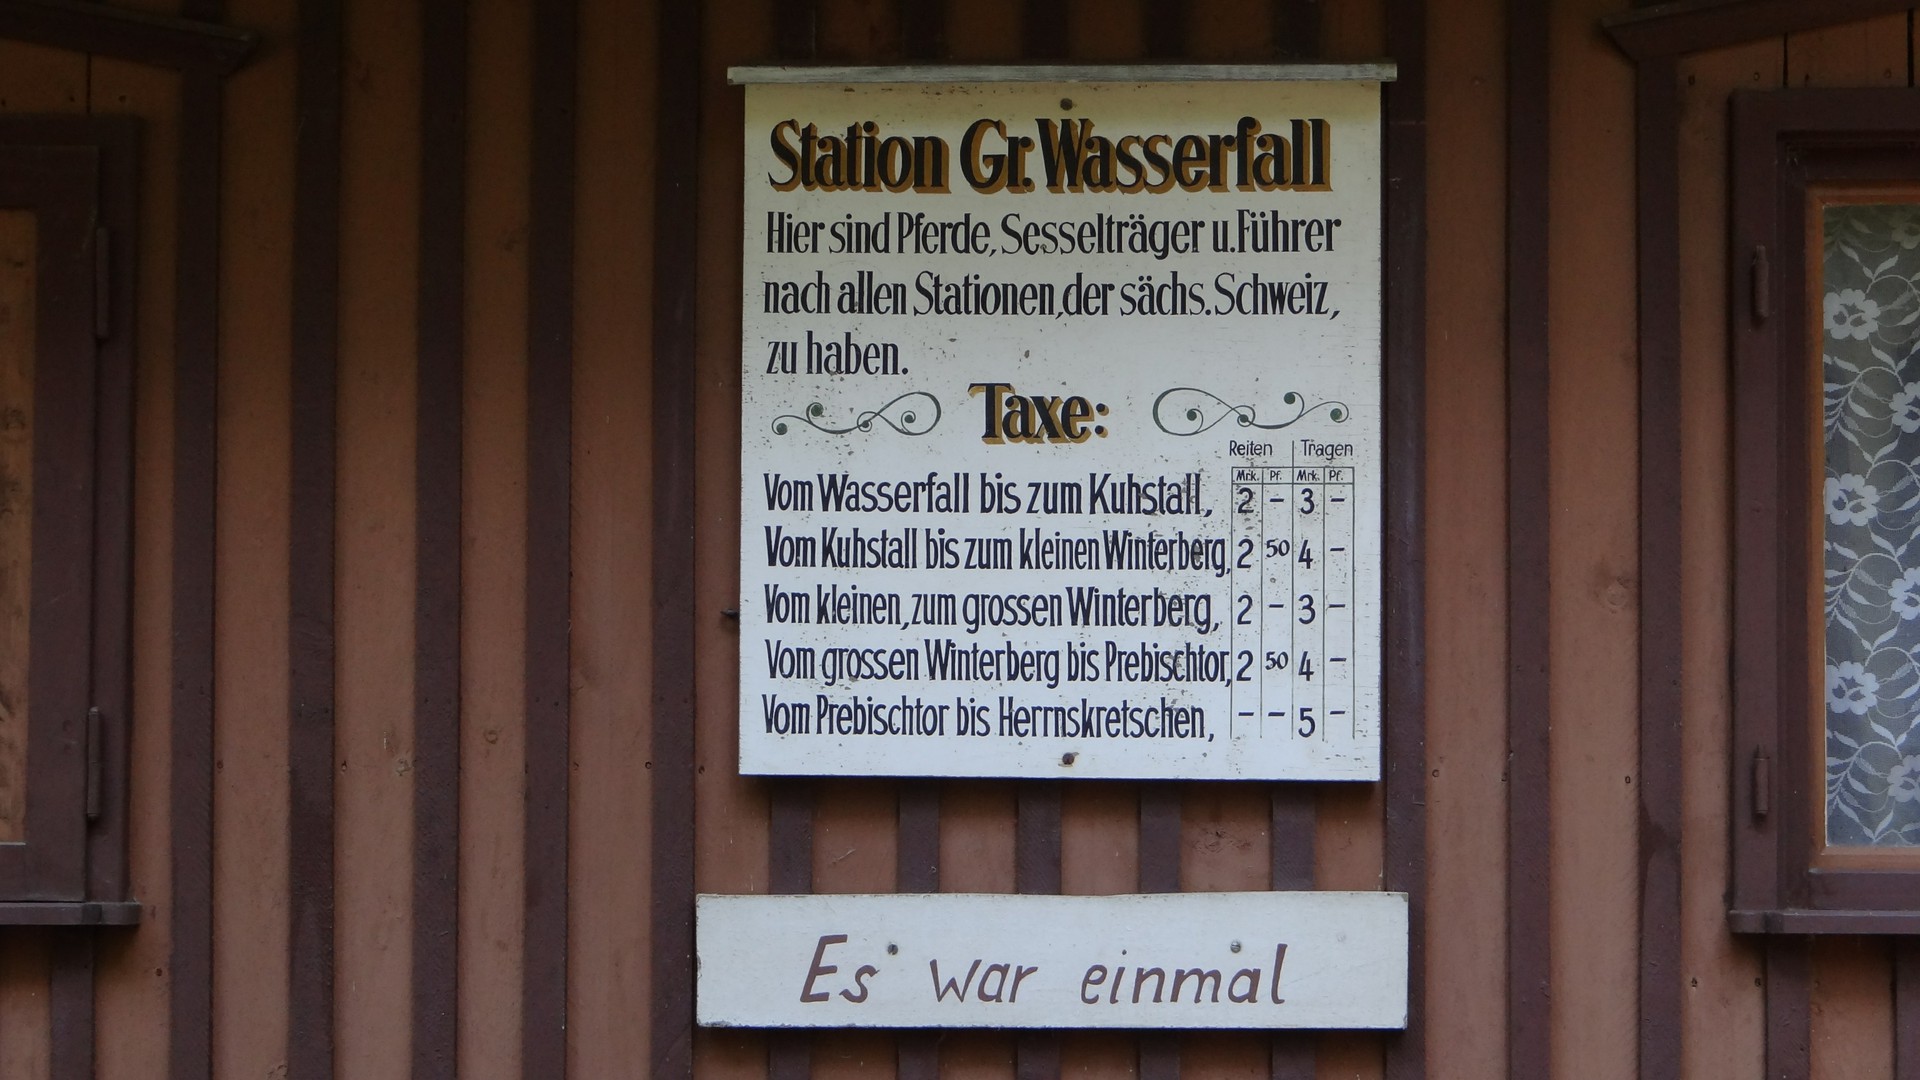 Station Gr. Wasserfall
Hier sind Pferde, Sesselträger u. Führer
nach allen Stationen, der sächs. Schweiz,
zu haben.
Taxe:
Reiten Tragen
Mrk. Pf. Mrk. Pf.
Vom Wasserfall bis zum Kuhstall, 2 – 3 –
Vom Kuhstall bis zum kleinen Winterberg, 2 50 4 –
Vom kleinen, zum grossen Winterberg, 2 – 3 –
Vom grossen Winterberg bis Prebischtor, 2 50 4 –
Vom Prebischtor bis Herrnskretschen, – – 5 –
Es war einmal